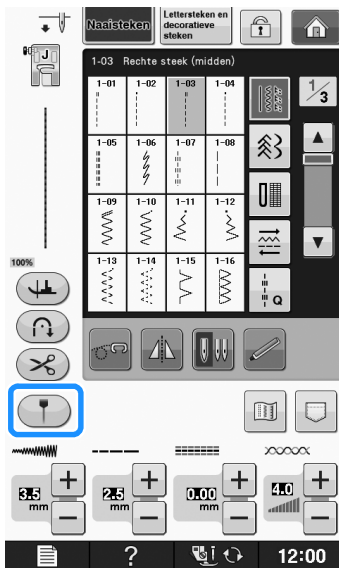 Naaisteken
Lettersteken en
decoratieve
steken
J
1-03 Rechte steek (midden)
1/3
1-01 1-02 1-03 1-04
1-05 1-06 1-07 1-08
1-09 1-10 1-11 1-12
1-13 1-14 1-15 1-16
Q
100%
3.5 mm + −
2.5 mm + −
0.00 mm + −
4.0 + −
? 12:00